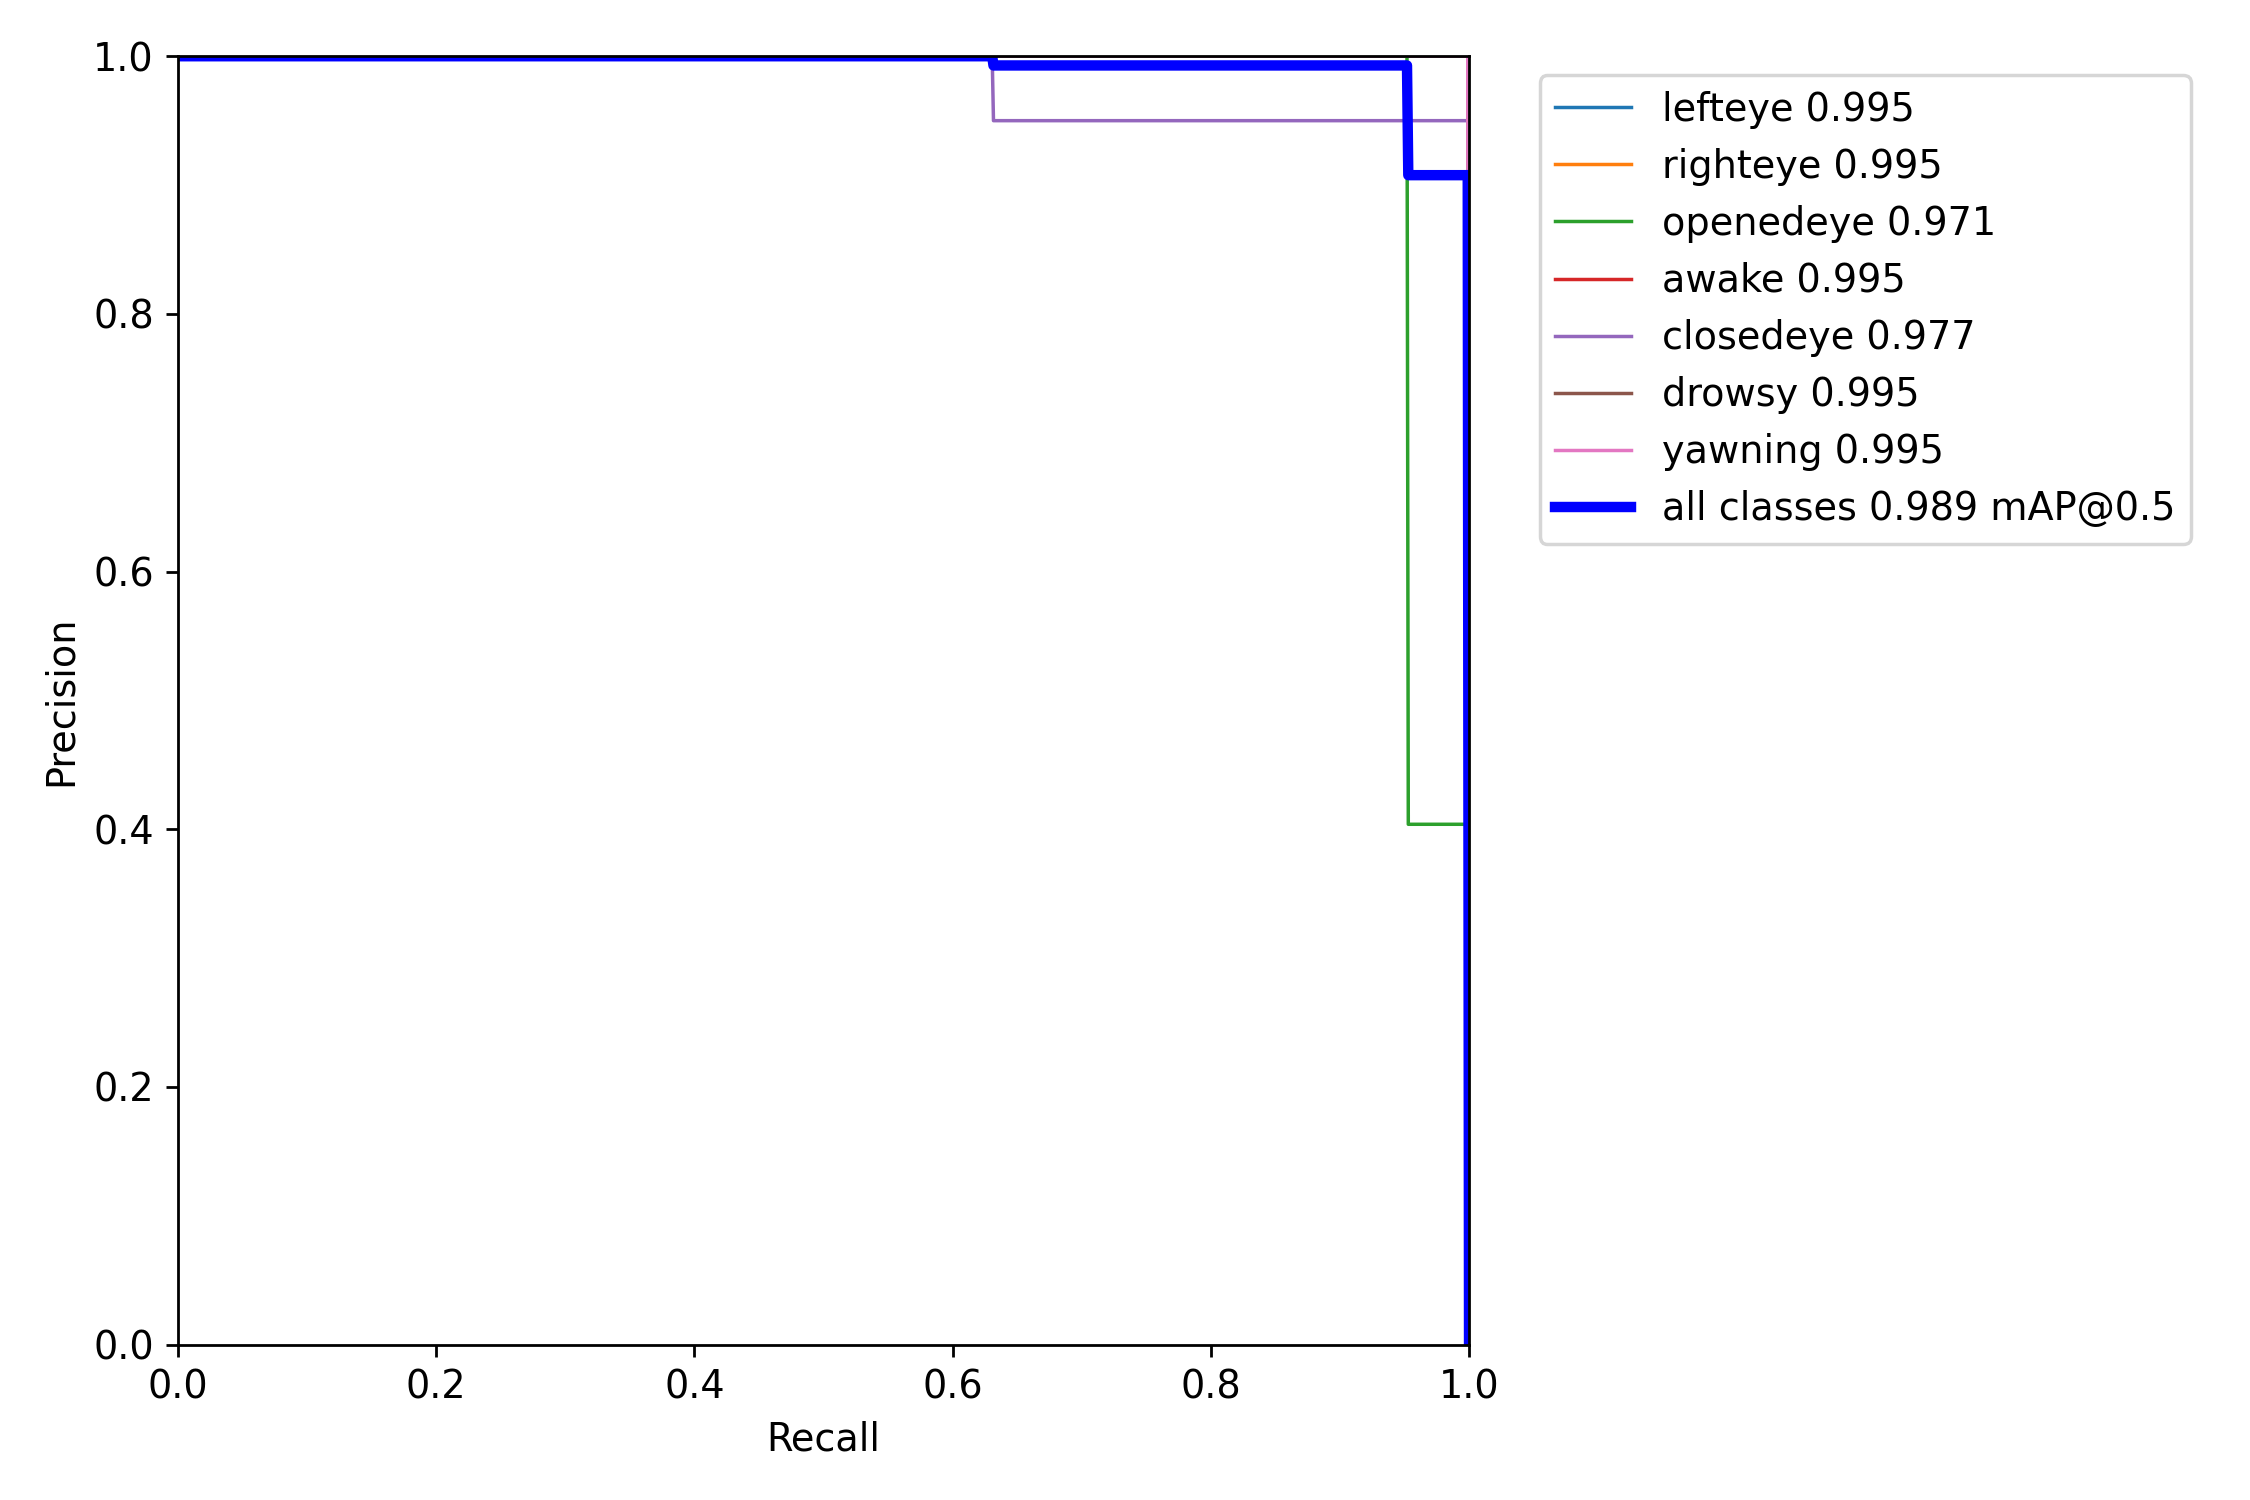 1.0
0.8
0.6
0.4
0.2
0.0
0.0 0.2 0.4 0.6 0.8 1.0
Precision
Recall
lefteye 0.995
righteye 0.995
openedeye 0.971
awake 0.995
closedeye 0.977
drowsy 0.995
yawning 0.995
all classes 0.989 mAP@0.5